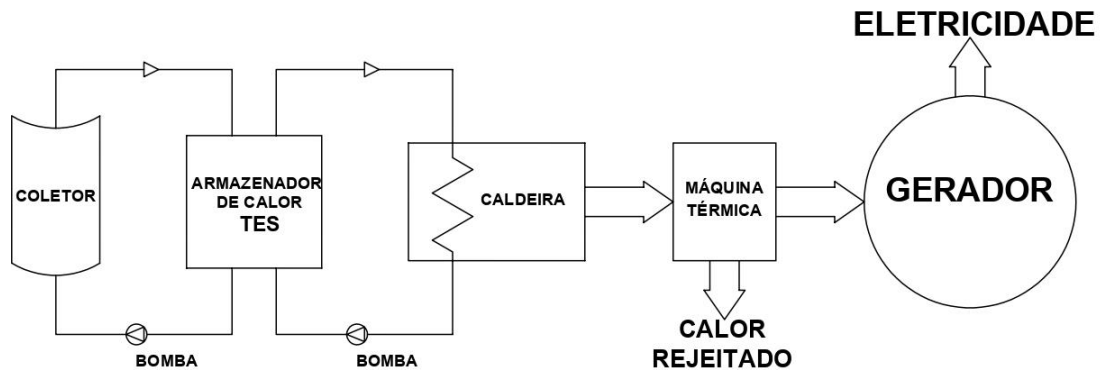 ELETRICIDADE
COLETOR
ARMAZENADOR
DE CALOR
TES
CALDEIRA
MÁQUINA
TÉRMICA
GERADOR
BOMBA
BOMBA
CALOR
REJEITADO